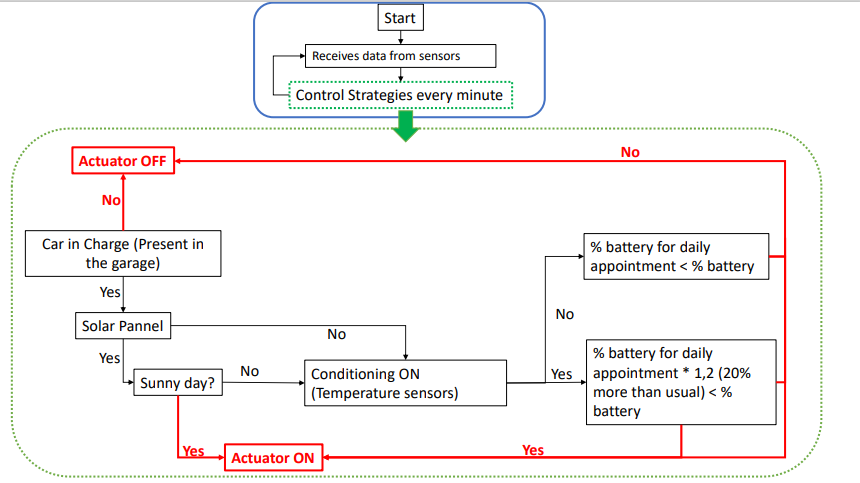 Start
Receives data from sensors
Control Strategies every minute
Actuator OFF
No
No
Car in Charge (Present in
the garage)
Yes
% battery for daily
appointment < % battery
Solar Pannel
No
No
Yes
Sunny day?
No
Conditioning ON
(Temperature sensors)
Yes
% battery for daily
appointment * 1,2 (20%
more than usual) < %
battery
Yes
Actuator ON
Yes